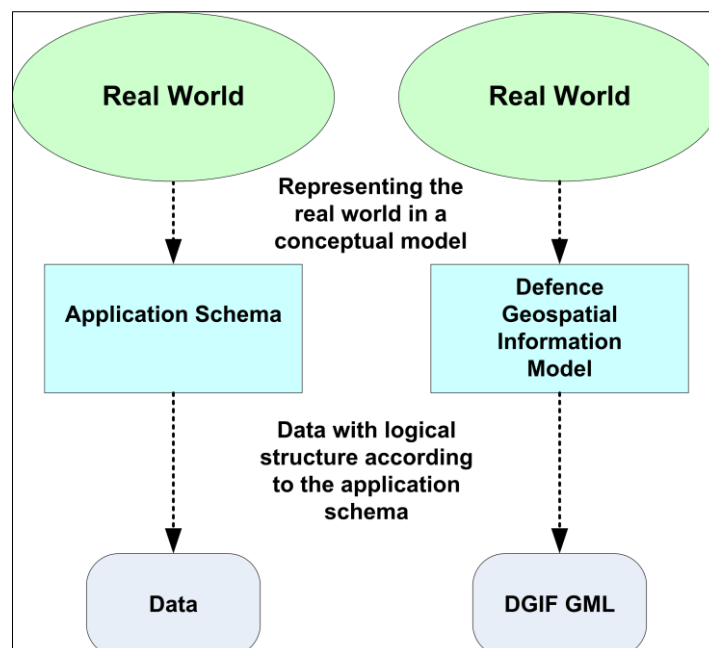 Real World
Real World
Representing the
real world in a
conceptual model
Application Schema
Defence
Geospatial
Information
Model
Data with logical
structure according
to the application
schema
Data
DGIF GML